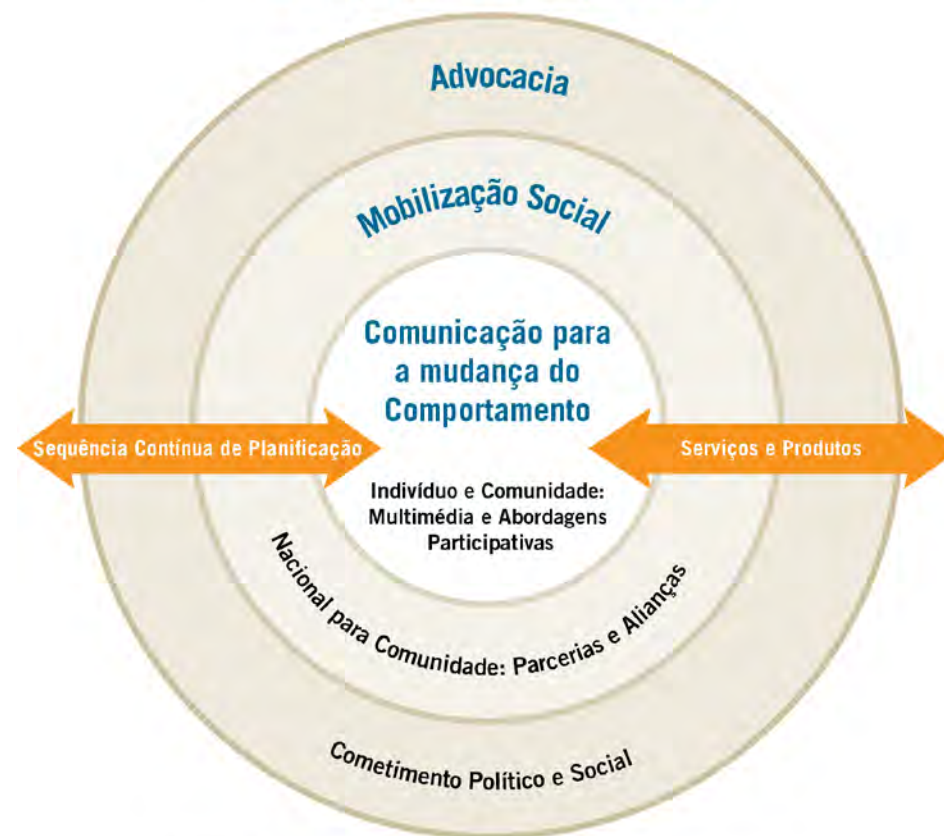 Advocacia
Mobilização Social
Comunicação para
a mudança do
Comportamento
Sequência Contínua de Planificação
Serviços e Produtos
Indivíduo e Comunidade:
Multimédia e Abordagens
Participativas
Nacional para Comunidade: Parcerias e Alianças
Cometimento Político e Social